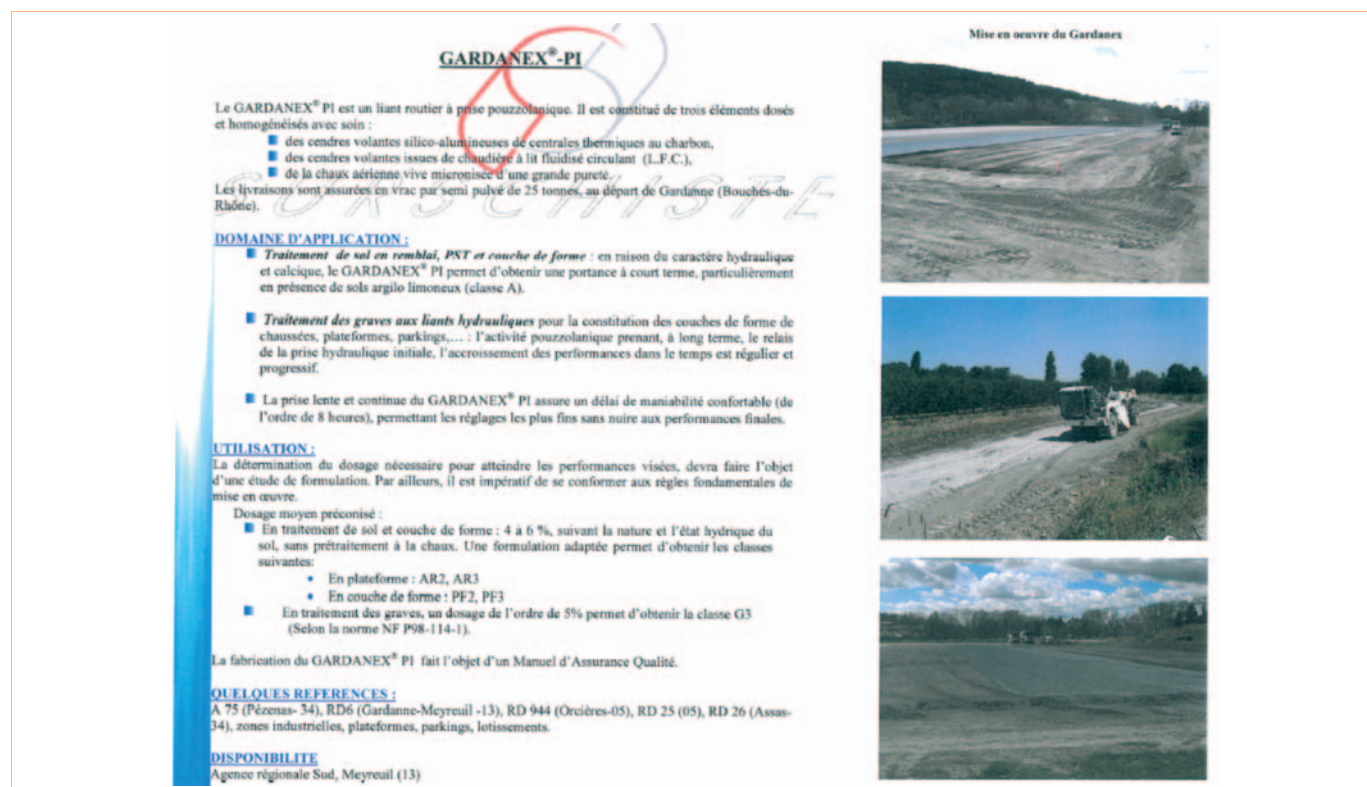 GARDANEX®-PI
Le GARDANEX® PI est un liant routier à prise pouzzolanique. Il est constitué de trois éléments dosés
et homogénéisés avec soin :
des cendres volantes silico-alumineuses de centrales thermiques au charbon,
des cendres volantes issues de chaudière à lit fluidisé circulant (L.F.C.),
de la chaux aérienne vive micronisée d'une grande pureté.
Les livraisons sont assurées en vrac par semi pulvé de 25 tonnes, au départ de Gardanne (Bouches-du-
Rhône).
SURSCHISTE
DOMAINE D'APPLICATION :
Traitement de sol en remblai, PST et couche de forme : en raison du caractère hydraulique
et calcique, le GARDANEX® PI permet d'obtenir une portance à court terme, particulièrement
en présence de sols argilo limoneux (classe A).
Traitement des graves aux liants hydrauliques pour la constitution des couches de forme de
chaussées, plateformes, parkings,... : l'activité pouzzolanique prenant, à long terme, le relais
de la prise hydraulique initiale, l'accroissement des performances dans le temps est régulier et
progressif.
La prise lente et continue du GARDANEX® PI assure un délai de maniabilité confortable (de
l'ordre de 8 heures), permettant les réglages les plus fins sans nuire aux performances finales.
UTILISATION :
La détermination du dosage nécessaire pour atteindre les performances visées, devra faire l'objet
d'une étude de formulation. Par ailleurs, il est impératif de se conformer aux règles fondamentales de
mise en œuvre.
Dosage moyen préconisé :
En traitement de sol et couche de forme : 4 à 6 %, suivant la nature et l'état hydrique du
sol, sans prétraitement à la chaux. Une formulation adaptée permet d'obtenir les classes
suivantes:
• En plateforme : AR2, AR3
• En couche de forme : PF2, PF3
En traitement des graves, un dosage de l'ordre de 5% permet d'obtenir la classe G3
(Selon la norme NF P98-114-1).
La fabrication du GARDANEX® PI fait l'objet d'un Manuel d'Assurance Qualité.
QUELQUES REFERENCES :
A 75 (Pézenas- 34), RD6 (Gardanne-Meyreuil -13), RD 944 (Orcières-05), RD 25 (05), RD 26 (Assas-
34), zones industrielles, plateformes, parkings, lotissements.
DISPONIBILITE
Agence régionale Sud, Meyreuil (13)
Mise en oeuvre du Gardanex